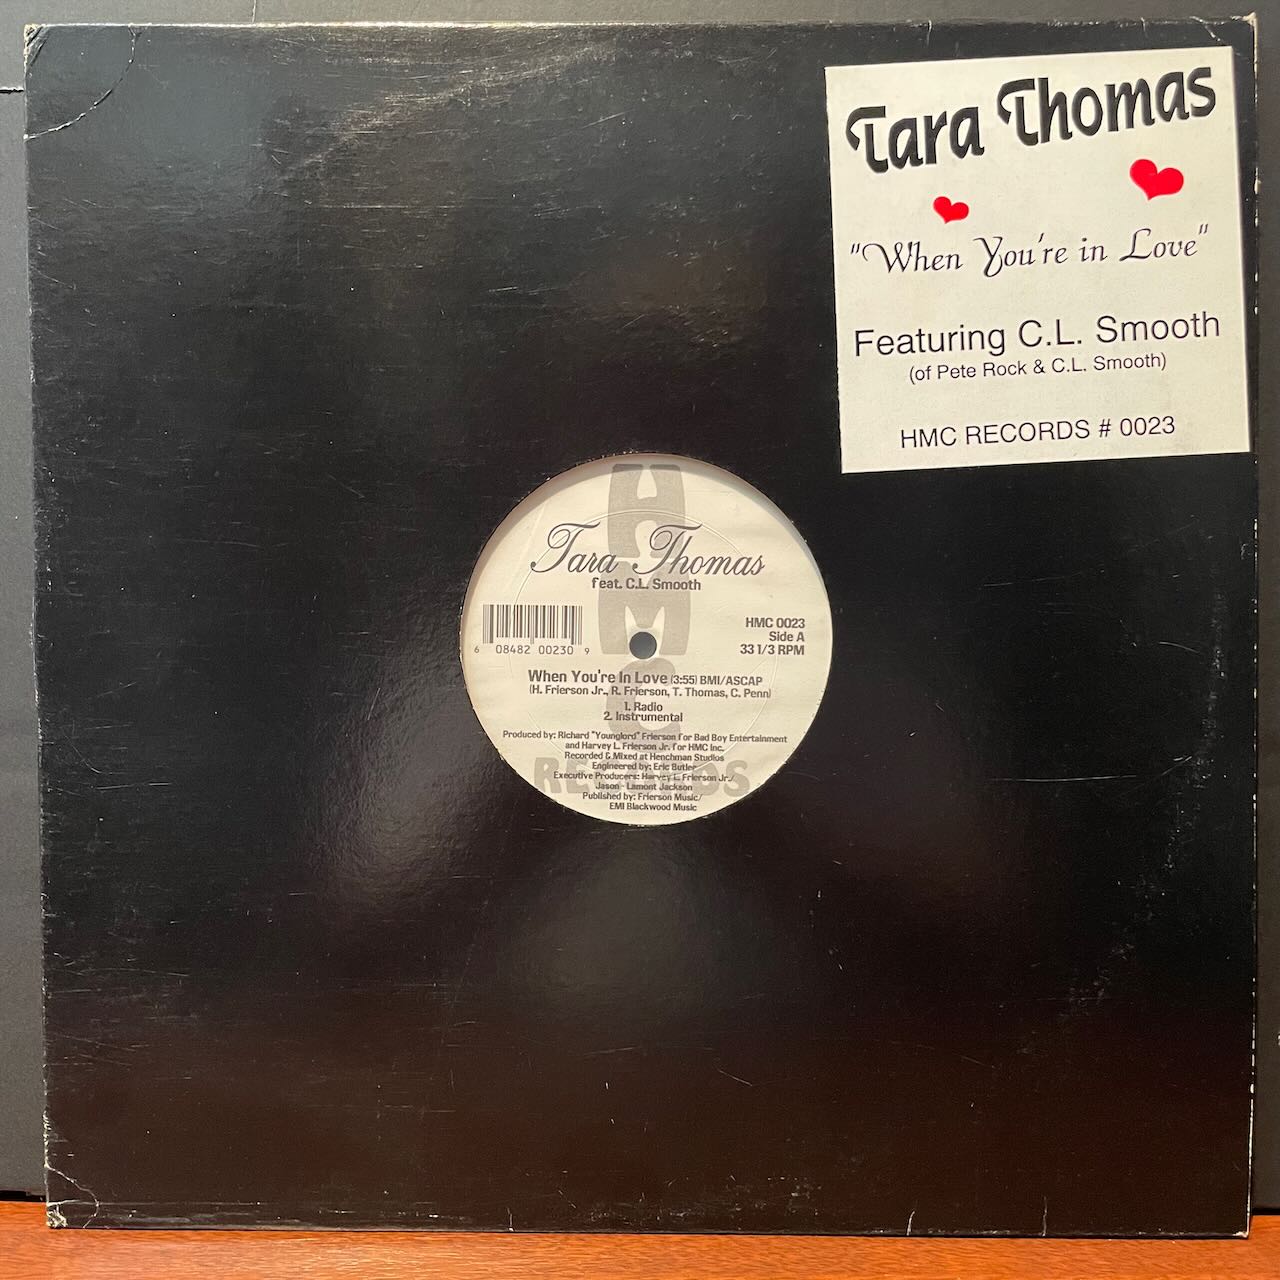 Tara Thomas
"When You're in Love"
Featuring C.L. Smooth
(of Pete Rock & C.L. Smooth)
HMC RECORDS # 0023
HMC
RECORDS
Tara Thomas
feat. C.L. Smooth
6 08482 00230 9
HMC 0023
Side A
33 1/3 RPM
When You're In Love (3:55) BMI/ASCAP
(H. Frierson Jr., R. Frierson, T. Thomas, C. Penn)
1. Radio
2. Instrumental
Produced by: Richard "Younglord" Frierson for Bad Boy Entertainment
and Harvey L. Frierson Jr. for HMC Inc.
Recorded & Mixed at Henchman Studios
Engineered by: Eric Butler
Executive Producers: Harvey L. Frierson Jr./
Jason - Lamont Jackson
Published by: Frierson Music/
EMI Blackwood Music